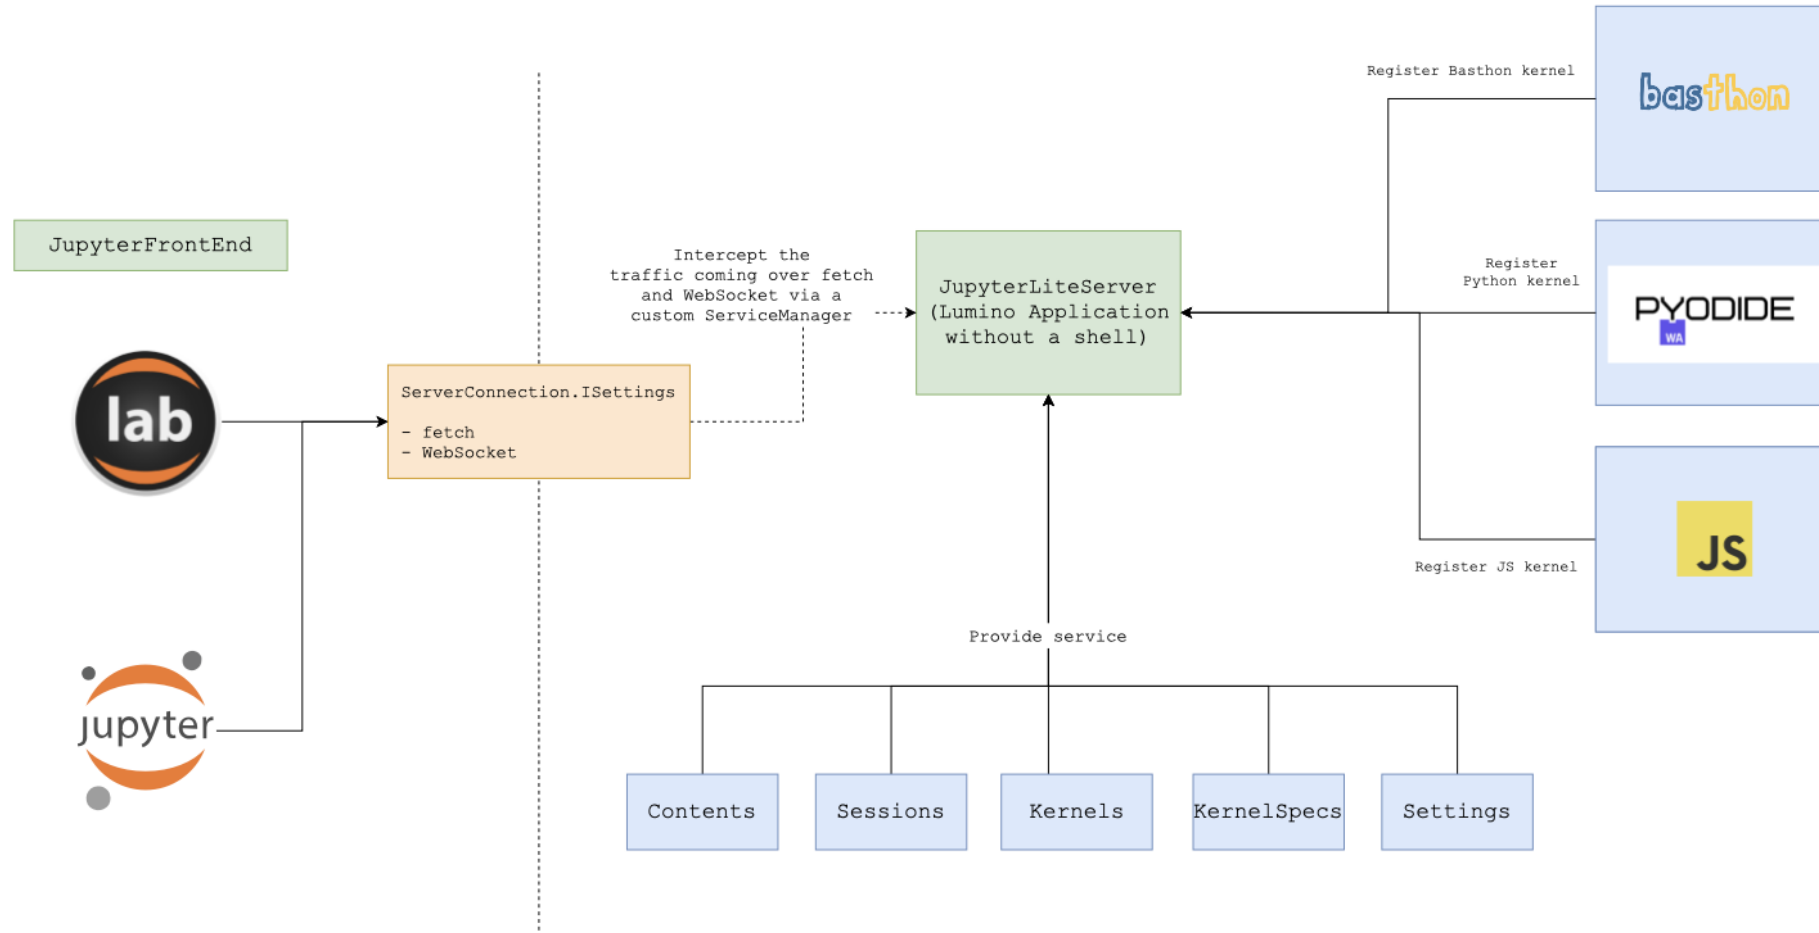 JupyterFrontEnd
lab
jupyter
ServerConnection.ISettings
- fetch
- WebSocket
Intercept the
traffic coming over fetch
and WebSocket via a
custom ServiceManager
JupyterLiteServer
(Lumino Application
without a shell)
Register Basthon kernel
basthon
Register
Python kernel
PYODIDE
WA
JS
Register JS kernel
Provide service
Contents
Sessions
Kernels
KernelSpecs
Settings